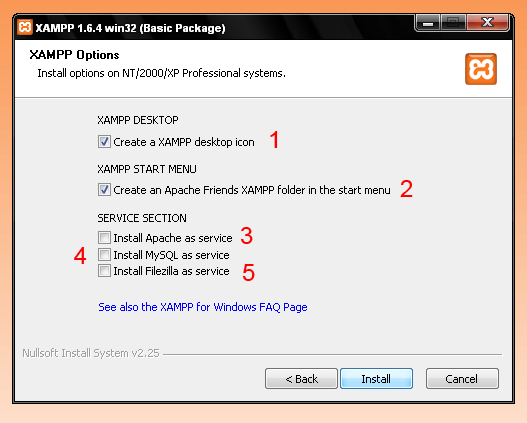 XAMPP 1.6.4 win32 (Basic Package)
XAMPP Options
Install options on NT/2000/XP Professional systems.
XAMPP DESKTOP
Create a XAMPP desktop icon 1
XAMPP START MENU
Create an Apache Friends XAMPP folder in the start menu 2
SERVICE SECTION
Install Apache as service 3
4 Install MySQL as service
Install Filezilla as service 5
See also the XAMPP for Windows FAQ Page
Nullsoft Install System v2.25
< Back Install Cancel